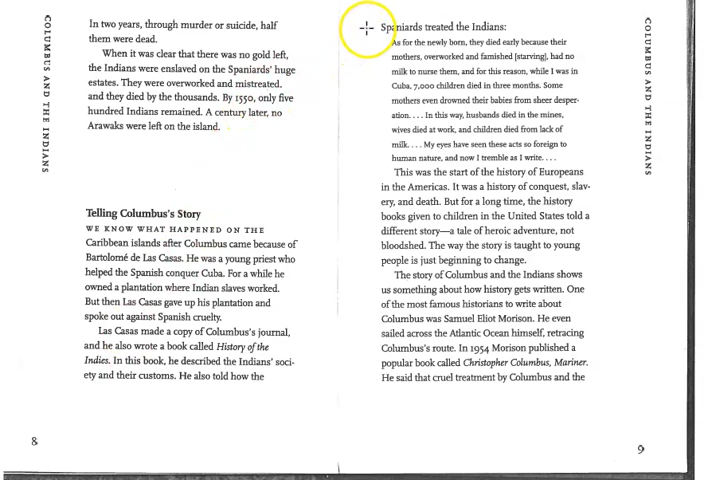 COLUMBUS AND THE INDIANS
In two years, through murder or suicide, half
them were dead.
When it was clear that there was no gold left,
the Indians were enslaved on the Spaniards' huge
estates. They were overworked and mistreated.
and they died by the thousands. By 1550, only five
hundred Indians remained. A century later, no
Arawaks were left on the island.
Telling Columbus's Story
WE KNOW WHAT HAPPENED ON THE
Caribbean islands after Columbus came because of
Bartolomé de Las Casas. He was a young priest who
helped the Spanish conquer Cuba. For a while he
owned a plantation where Indian slaves worked.
But then Las Casas gave up his plantation and
spoke out against Spanish cruelty.
Las Casas made a copy of Columbus's journal,
and he also wrote a book called History of the
Indies. In this book, he described the Indians' soci-
ety and their customs. He also told how the
8
Spaniards treated the Indians:
As for the newly born, they died early because their
mothers, overworked and famished [starving], had no
milk to nurse them, and for this reason, while I was in
Cuba, 7,000 children died in three months. Some
mothers even drowned their babies from sheer desper-
ation. . . . In this way, husbands died in the mines,
wives died at work, and children died from lack of
milk. . . . My eyes have seen these acts so foreign to
human nature, and now I tremble as I write. . . .
This was the start of the history of Europeans
in the Americas. It was a history of conquest, slav-
ery, and death. But for a long time, the history
books given to children in the United States told a
different story—a tale of heroic adventure, not
bloodshed. The way the story is taught to young
people is just beginning to change.
The story of Columbus and the Indians shows
us something about how history gets written. One
of the most famous historians to write about
Columbus was Samuel Eliot Morison. He even
sailed across the Atlantic Ocean himself, retracing
Columbus's route. In 1954 Morison published a
popular book called Christopher Columbus, Mariner.
He said that cruel treatment by Columbus and the
COLUMBUS AND THE INDIANS
9